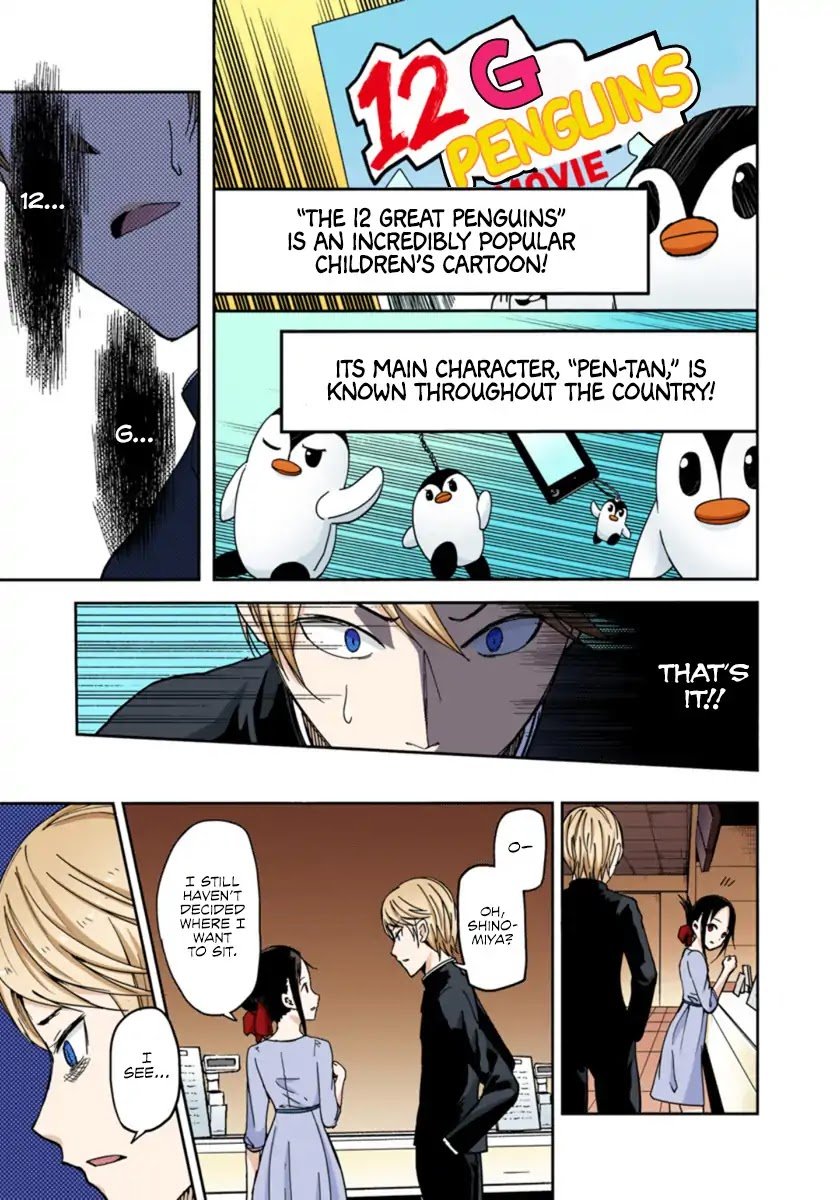 12 G
PENGUINS
MOVIE
"THE 12 GREAT PENGUINS"
IS AN INCREDIBLY POPULAR
CHILDREN'S CARTOON!
12...
G...
ITS MAIN CHARACTER, "PEN-TAN," IS
KNOWN THROUGHOUT THE COUNTRY!
THAT'S
IT!!
O-
OH,
SHINO-
MIYA?
I STILL
HAVEN'T
DECIDED
WHERE I
WANT
TO SIT.
I
SEE...